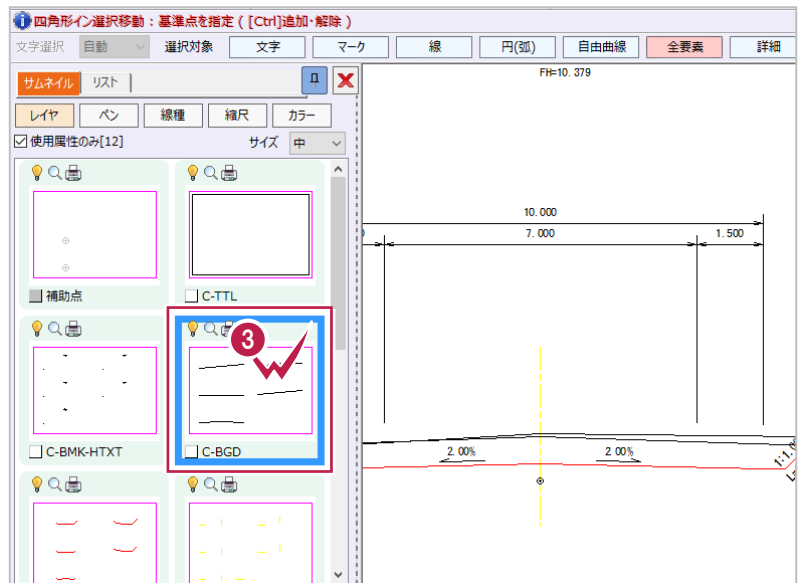 四角形イン選択移動：基準点を指定 ( [Ctrl]追加・解除 )
文字選択 自動 選択対象 文字 マーク 線 円(弧) 自由曲線 全要素 詳細
サムネイル リスト
レイヤ ペン 線種 縮尺 カラー
使用属性のみ[12] サイズ 中
補助点 C-TTL
3
C-BMK-HTXT C-BGD
FH=10.379
10.000
7.000 1.500
2.00% 2.00%